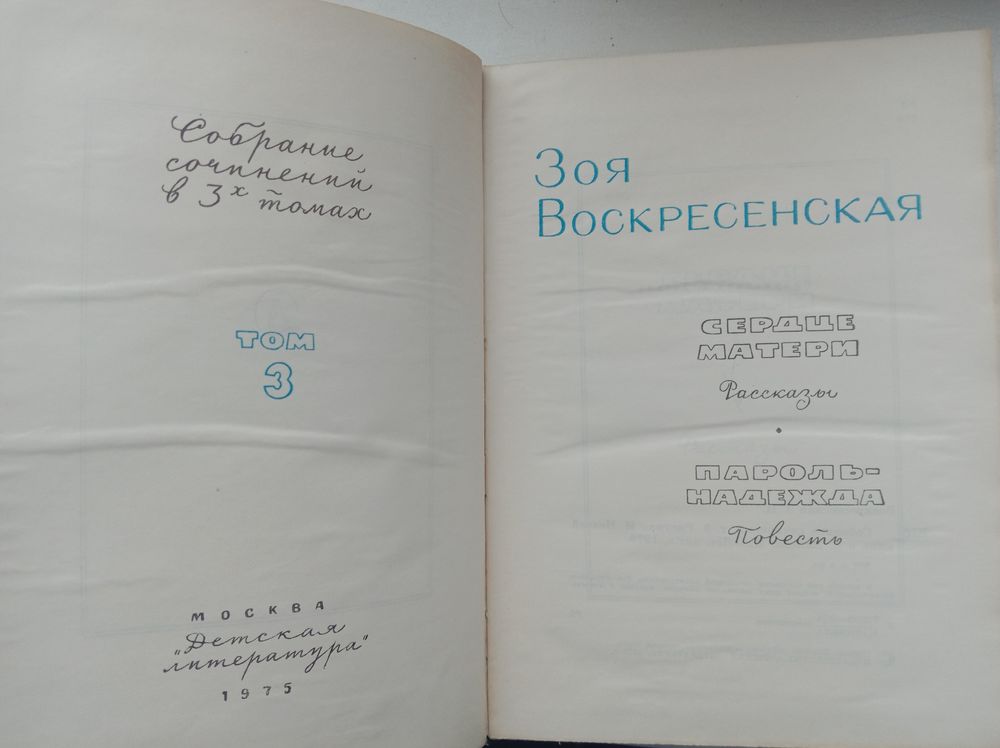 Собрание
сочинений
в 3х томах
ТОМ
3
МОСКВА
"Детская
литература"
1975
ЗОЯ
ВОСКРЕСЕНСКАЯ
СЕРДЦЕ
МАТЕРИ
Рассказы
•
ПАРОЛЬ-
НАДЕЖДА
Повесть